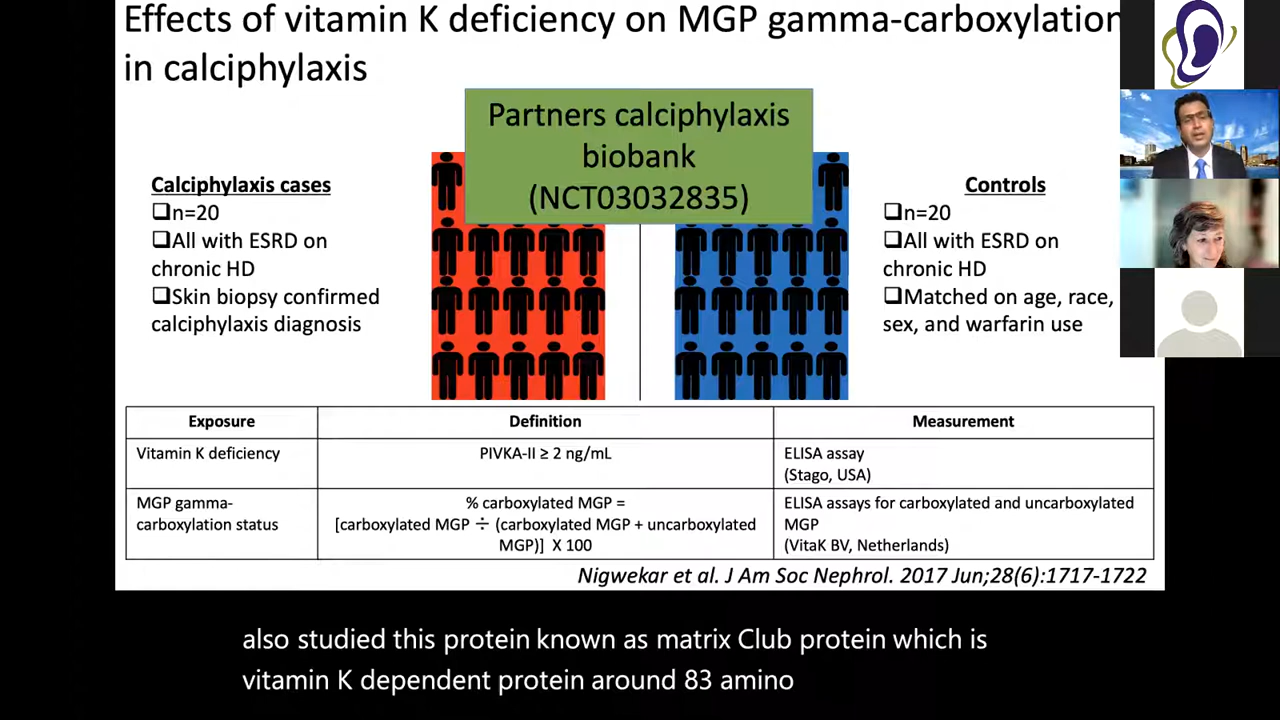 Effects of vitamin K deficiency on MGP gamma-carboxylation
in calciphylaxis
Partners calciphylaxis
biobank
(NCT03032835)
Calciphylaxis cases
❑n=20
❑All with ESRD on
chronic HD
❑Skin biopsy confirmed
calciphylaxis diagnosis
Controls
❑n=20
❑All with ESRD on
chronic HD
❑Matched on age, race,
sex, and warfarin use
Exposure Definition Measurement
Vitamin K deficiency PIVKA-II ≥ 2 ng/mL ELISA assay
(Stago, USA)
MGP gamma-
carboxylation status
% carboxylated MGP =
[carboxylated MGP ÷ (carboxylated MGP + uncarboxylated
MGP)] X 100
ELISA assays for carboxylated and uncarboxylated
MGP
(VitaK BV, Netherlands)
Nigwekar et al. J Am Soc Nephrol. 2017 Jun;28(6):1717-1722
also studied this protein known as matrix Club protein which is
vitamin K dependent protein around 83 amino